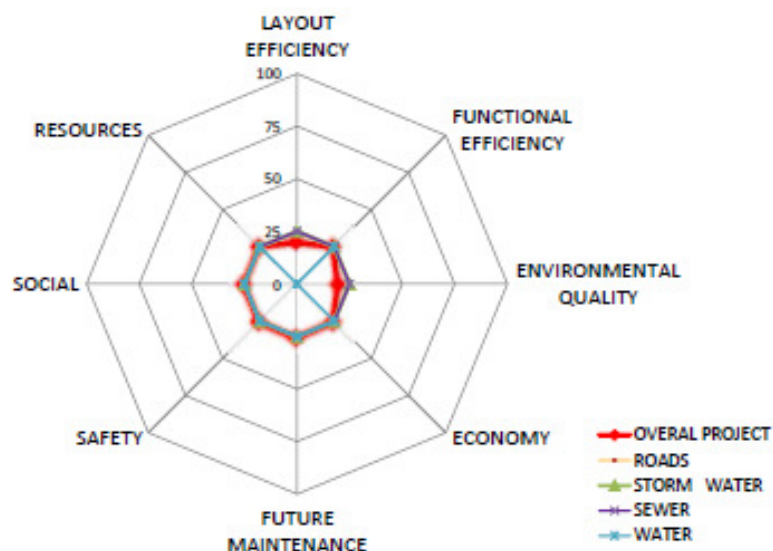 LAYOUT
EFFICIENCY
100
FUNCTIONAL
EFFICIENCY
RESOURCES
75
50
25
SOCIAL
0
ENVIRONMENTAL
QUALITY
SAFETY
ECONOMY
FUTURE
MAINTENANCE
OVERAL PROJECT
ROADS
STORM WATER
SEWER
WATER